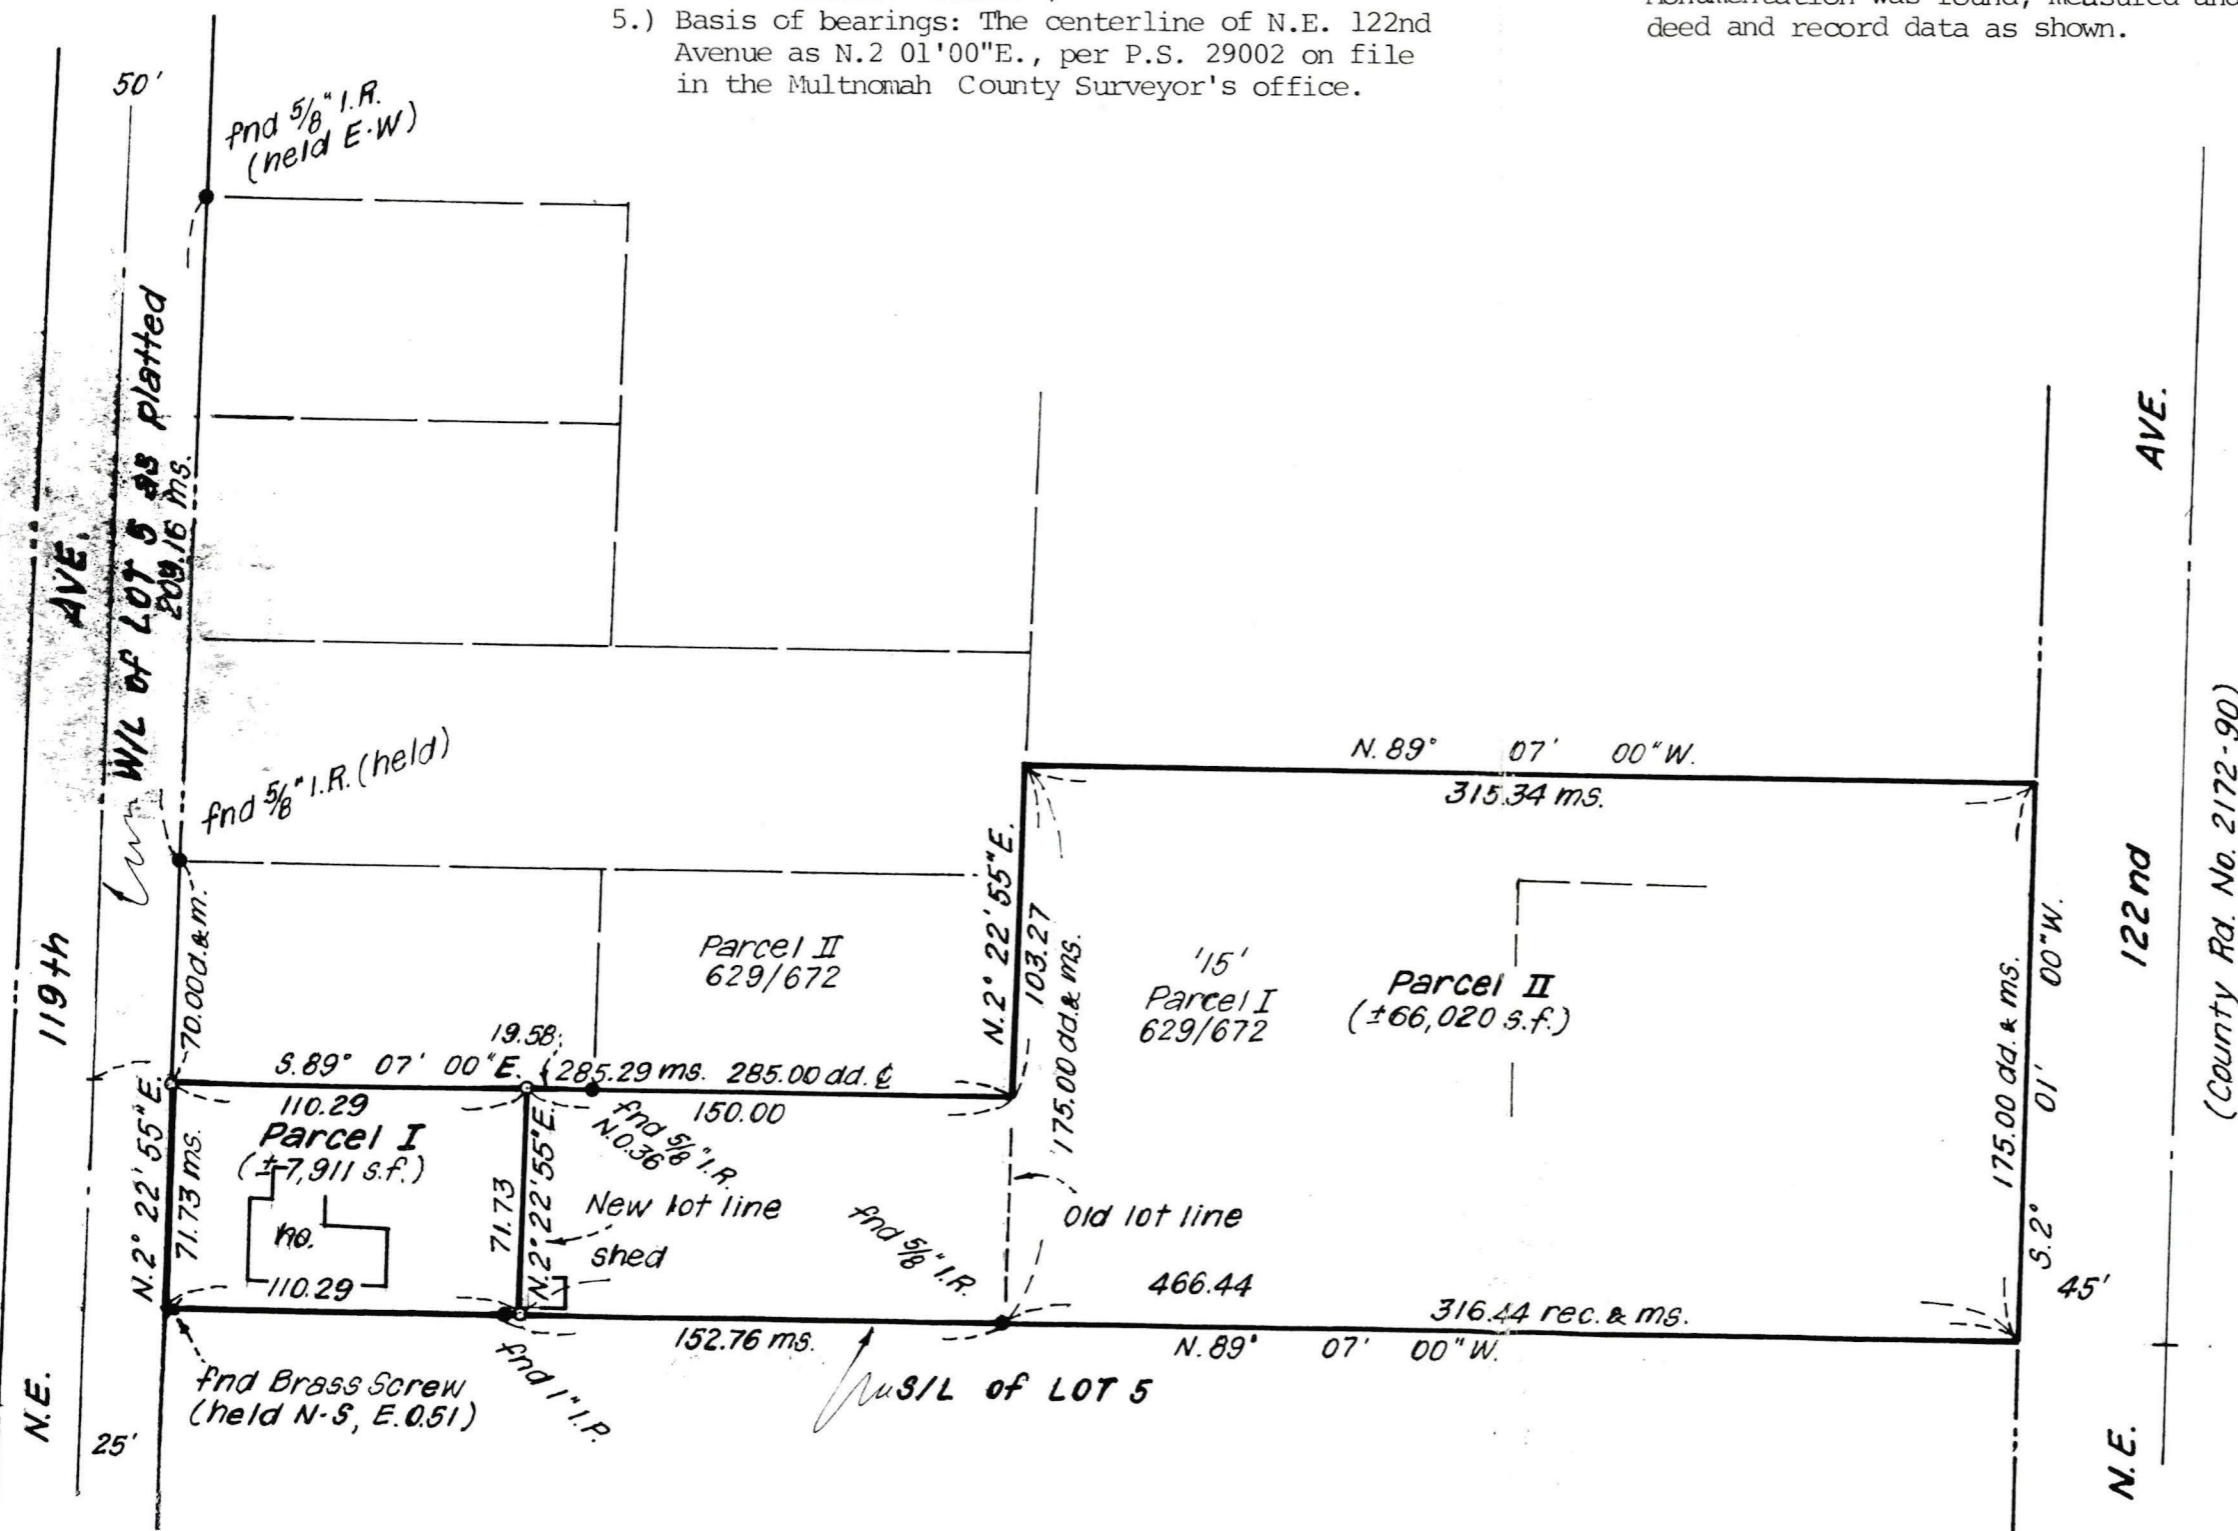 5.) Basis of bearings: The centerline of N.E. 122nd
Avenue as N.2 01'00"E., per P.S. 29002 on file
in the Multnomah County Surveyor's office.
deed and record data as shown.
50'
fnd 5/8" I.R.
(held E-W)
W/L of LOT 5 as platted
209.16 ms.
N.E. 119th AVE.
fnd 5/8" I.R. (held)
70.00 d.& m.
Parcel II
629/672
N. 89° 07' 00" W.
315.34 ms.
N. 2° 22' 55" E.
103.27
175.00 dd. & ms.
'15'
Parcel I
629/672
Parcel II
(±66,020 s.f.)
175.00 dd. & ms.
S. 2° 01' 00" W.
N.E. 122nd AVE.
(County Rd. No. 2172-90)
45'
19.58
S. 89° 07' 00" E.
285.29 ms. 285.00 dd.
110.29
150.00
fnd 5/8" I.R.
N.0.36
Parcel I
(±7,911 s.f.)
ho.
N. 2° 22' 55" E.
71.73 ms.
71.73
N. 2° 22' 55" E.
New lot line
shed
fnd 5/8" I.R.
Old lot line
110.29
466.44
316.44 rec. & ms.
152.76 ms.
N. 89° 07' 00" W.
S/L of LOT 5
fnd Brass Screw
(held N-S, E. 0.51)
fnd 1" I.P.
25'